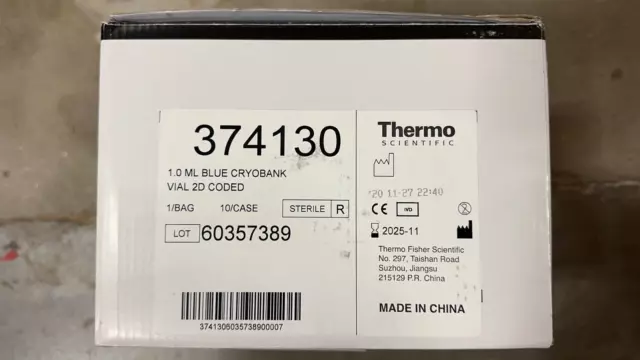 374130
1.0 ML BLUE CRYOBANK
VIAL 2D CODED
1/BAG 10/CASE STERILE R
LOT 60357389
3741306035738900007
Thermo
SCIENTIFIC
20 11-27 22:40
CE IVD
2025-11
Thermo Fisher Scientific
No. 297, Taishan Road
Suzhou, Jiangsu
215129 P.R. China
MADE IN CHINA